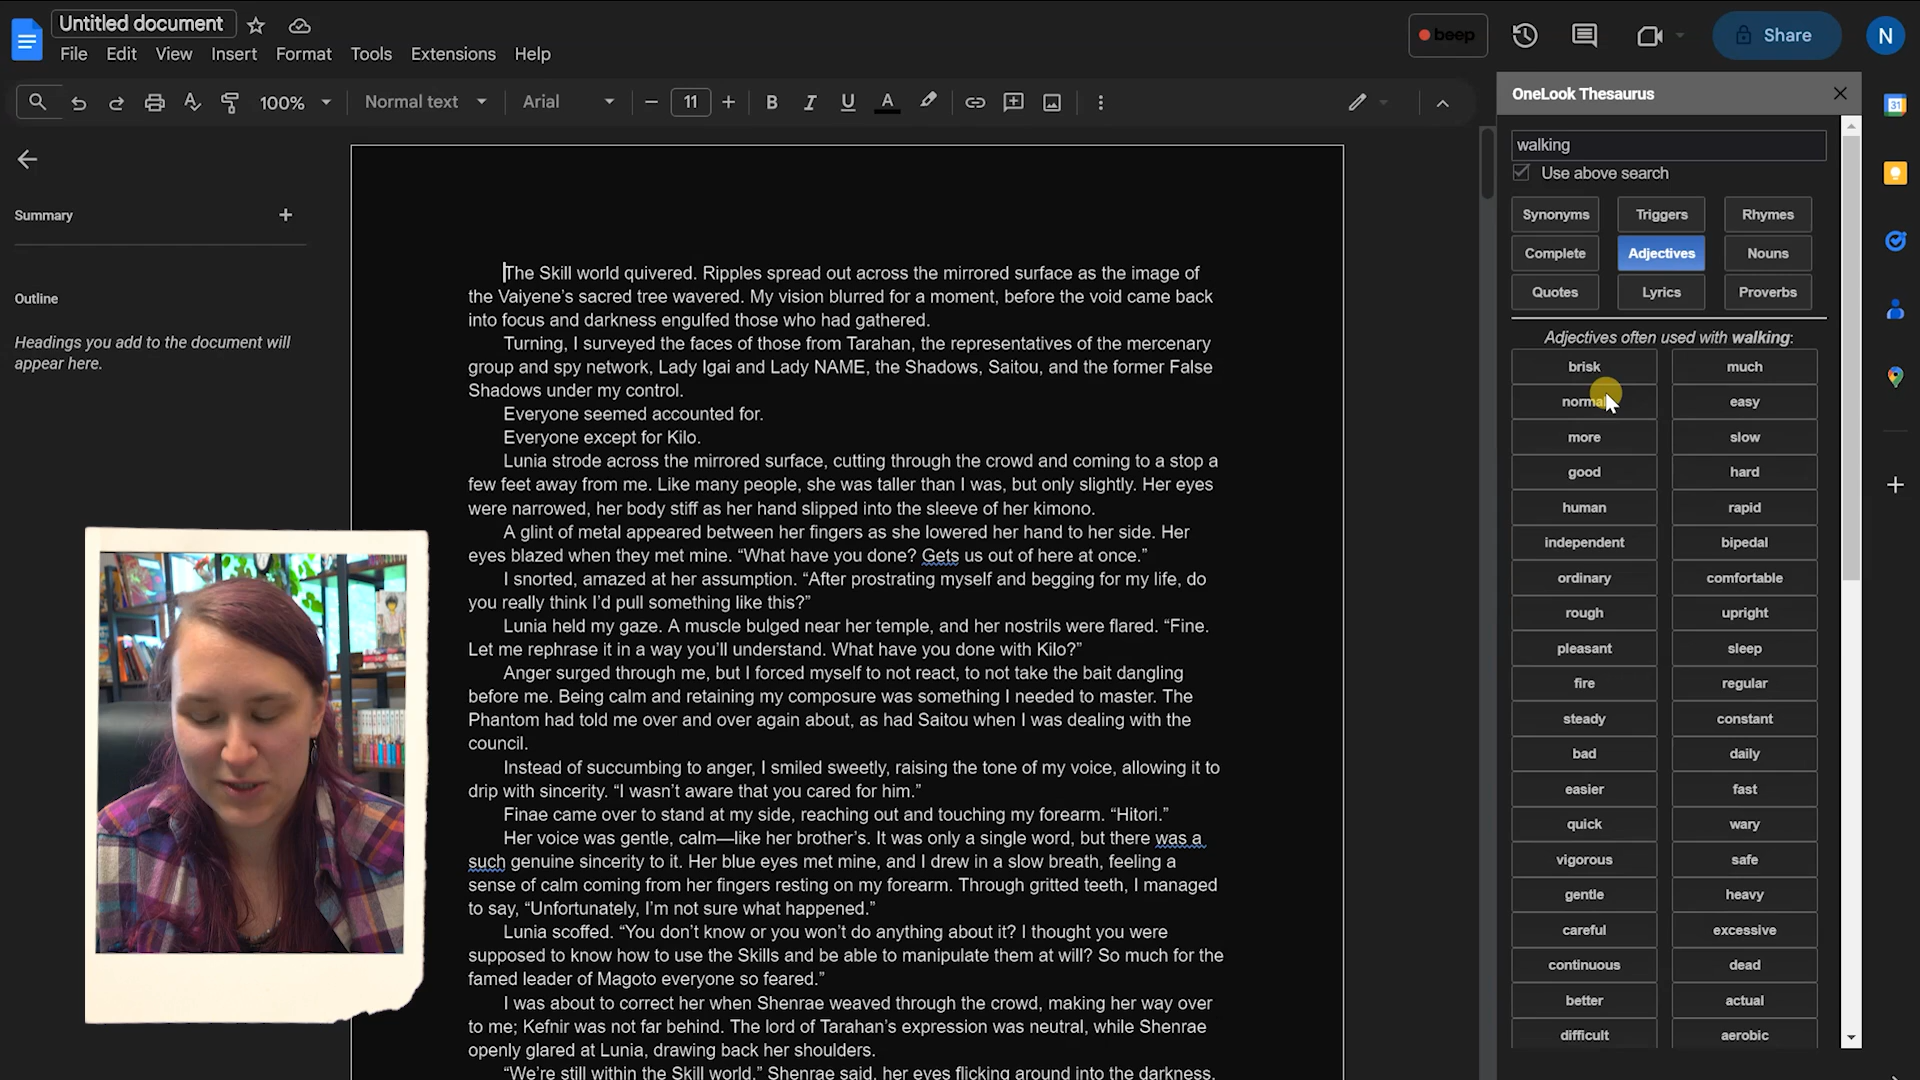 Untitled document
File Edit View Insert Format Tools Extensions Help
beep
Share
N
100% Normal text Arial 11
B I U A
Summary
Outline
Headings you add to the document will
appear here.
The Skill world quivered. Ripples spread out across the mirrored surface as the image of
the Vaiyene’s sacred tree wavered. My vision blurred for a moment, before the void came back
into focus and darkness engulfed those who had gathered.
Turning, I surveyed the faces of those from Tarahan, the representatives of the mercenary
group and spy network, Lady Igai and Lady NAME, the Shadows, Saitou, and the former False
Shadows under my control.
Everyone seemed accounted for.
Everyone except for Kilo.
Lunia strode across the mirrored surface, cutting through the crowd and coming to a stop a
few feet away from me. Like many people, she was taller than I was, but only slightly. Her eyes
were narrowed, her body stiff as her hand slipped into the sleeve of her kimono.
A glint of metal appeared between her fingers as she lowered her hand to her side. Her
eyes blazed when they met mine. “What have you done? Gets us out of here at once.”
I snorted, amazed at her assumption. “After prostrating myself and begging for my life, do
you really think I’d pull something like this?”
Lunia held my gaze. A muscle bulged near her temple, and her nostrils were flared. “Fine.
Let me rephrase it in a way you’ll understand. What have you done with Kilo?”
Anger surged through me, but I forced myself to not react, to not take the bait dangling
before me. Being calm and retaining my composure was something I needed to master. The
Phantom had told me over and over again about, as had Saitou when I was dealing with the
council.
Instead of succumbing to anger, I smiled sweetly, raising the tone of my voice, allowing it to
drip with sincerity. “I wasn’t aware that you cared for him.”
Finae came over to stand at my side, reaching out and touching my forearm. “Hitori.”
Her voice was gentle, calm—like her brother’s. It was only a single word, but there was a
such genuine sincerity to it. Her blue eyes met mine, and I drew in a slow breath, feeling a
sense of calm coming from her fingers resting on my forearm. Through gritted teeth, I managed
to say, “Unfortunately, I’m not sure what happened.”
Lunia scoffed. “You don’t know or you won’t do anything about it? I thought you were
supposed to know how to use the Skills and be able to manipulate them at will? So much for the
famed leader of Magoto everyone so feared.”
I was about to correct her when Shenrae weaved through the crowd, making her way over
to me; Kefnir was not far behind. The lord of Tarahan’s expression was neutral, while Shenrae
openly glared at Lunia, drawing back her shoulders.
“We’re still within the Skill world,” Shenrae said, her eyes flicking around into the darkness.
OneLook Thesaurus
walking
Use above search
Synonyms Triggers Rhymes
Complete Adjectives Nouns
Quotes Lyrics Proverbs
Adjectives often used with walking:
brisk much
normal easy
more slow
good hard
human rapid
independent bipedal
ordinary comfortable
rough upright
pleasant sleep
fire regular
steady constant
bad daily
easier fast
quick wary
vigorous safe
gentle heavy
careful excessive
continuous dead
better actual
difficult aerobic
31